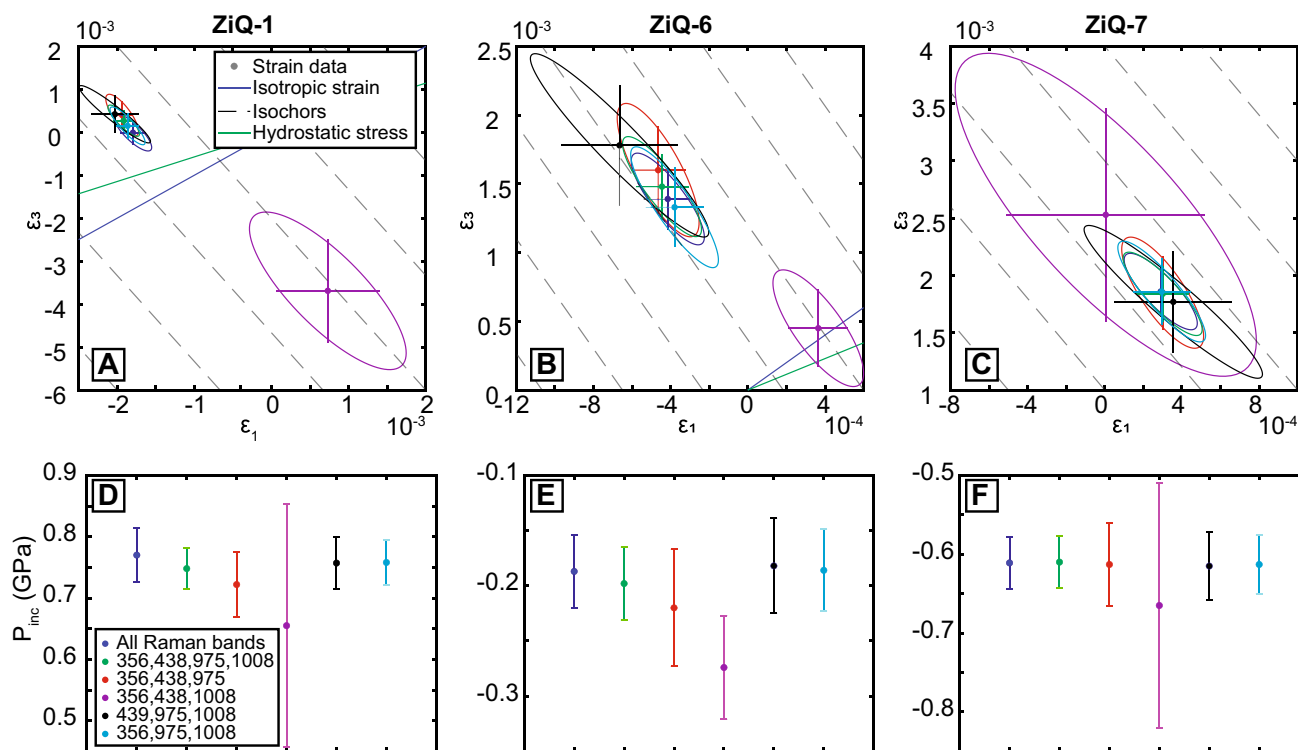 ZiQ-1
ZiQ-6
ZiQ-7
10⁻³
10⁻³
10⁻³
Strain data
Isotropic strain
Isochors
Hydrostatic stress
2
1
0
-1
-2
-3
-4
-5
-6
ε₃
A
-2
-1
0
1
2
ε₁
10⁻³
2.5
2
1.5
1
0.5
0
ε₃
B
-12
-8
-4
0
4
ε₁
10⁻⁴
4
3.5
3
2.5
2
1.5
1
ε₃
C
-8
-4
0
4
8
ε₁
10⁻⁴
0.9
0.8
0.7
0.6
0.5
P_inc (GPa)
D
All Raman bands
356,438,975,1008
356,438,975
356,438,1008
439,975,1008
356,975,1008
-0.1
-0.2
-0.3
E
-0.5
-0.6
-0.7
-0.8
F